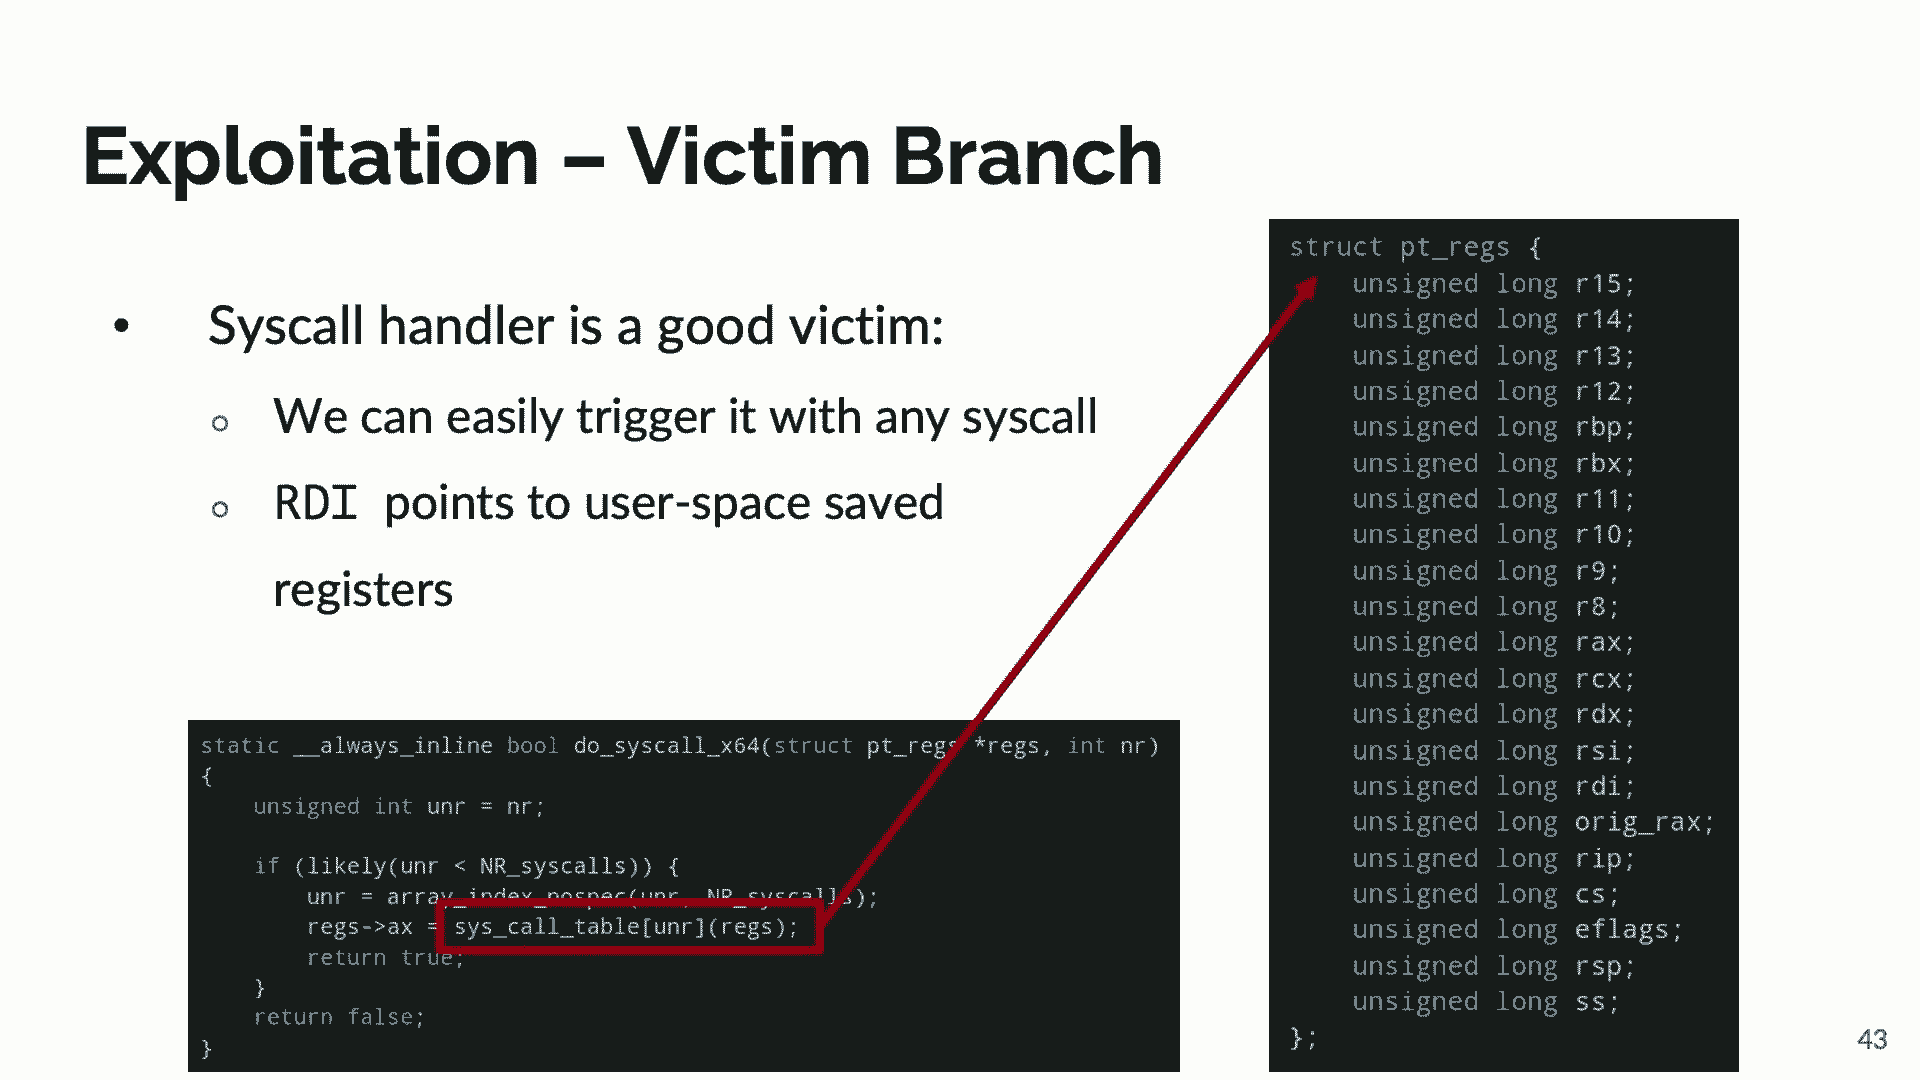 Exploitation – Victim Branch
• Syscall handler is a good victim:
○ We can easily trigger it with any syscall
○ RDI points to user-space saved
registers
static __always_inline bool do_syscall_x64(struct pt_regs *regs, int nr)
{
    unsigned int unr = nr;
    if (likely(unr < NR_syscalls)) {
        unr = array_index_nospec(unr, NR_syscalls);
        regs->ax = sys_call_table[unr](regs);
        return true;
    }
    return false;
}
struct pt_regs {
    unsigned long r15;
    unsigned long r14;
    unsigned long r13;
    unsigned long r12;
    unsigned long rbp;
    unsigned long rbx;
    unsigned long r11;
    unsigned long r10;
    unsigned long r9;
    unsigned long r8;
    unsigned long rax;
    unsigned long rcx;
    unsigned long rdx;
    unsigned long rsi;
    unsigned long rdi;
    unsigned long orig_rax;
    unsigned long rip;
    unsigned long cs;
    unsigned long eflags;
    unsigned long rsp;
    unsigned long ss;
};
43